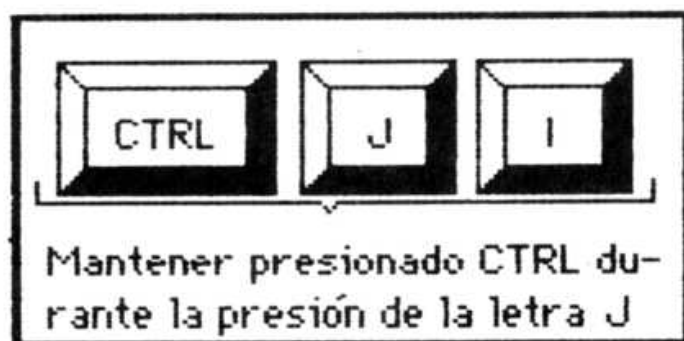 CTRL J I
Mantener presionado CTRL du-
rante la presión de la letra J